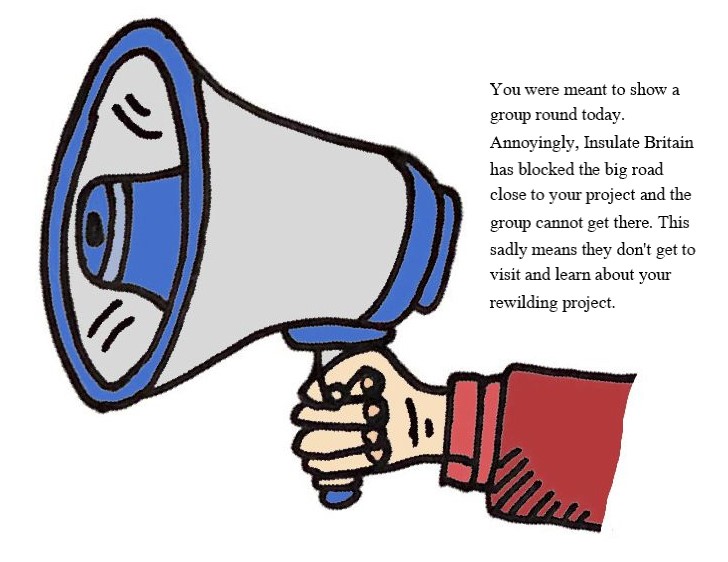 You were meant to show a
group round today.
Annoyingly, Insulate Britain
has blocked the big road
close to your project and the
group cannot get there. This
sadly means they don't get to
visit and learn about your
rewilding project.